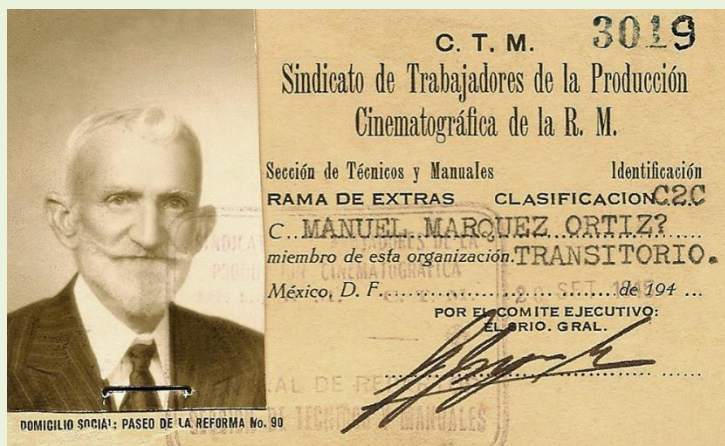 C. T. M. 3019
Sindicato de Trabajadores de la Producción
Cinematográfica de la R. M.
Sección de Técnicos y Manuales Identificación
RAMA DE EXTRAS CLASIFICACION C2C
C. MANUEL MARQUEZ ORTIZ?
miembro de esta organización. TRANSITORIO.
México, D. F. de 194
POR EL COMITE EJECUTIVO:
EL SRIO. GRAL.
DOMICILIO SOCIAL: PASEO DE LA REFORMA No. 90